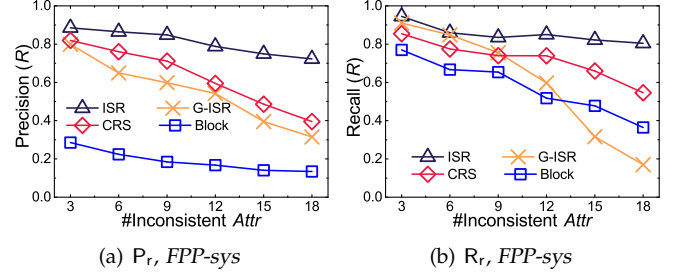 1.0
0.8
0.6
0.4
0.2
0.0
Precision (R)
ISR
G-ISR
CRS
Block
3 6 9 12 15 18
#Inconsistent Attr
(a) Pr, FPP-sys
1.0
0.8
0.6
0.4
0.2
0.0
Recall (R)
ISR
G-ISR
CRS
Block
3 6 9 12 15 18
#Inconsistent Attr
(b) Rr, FPP-sys